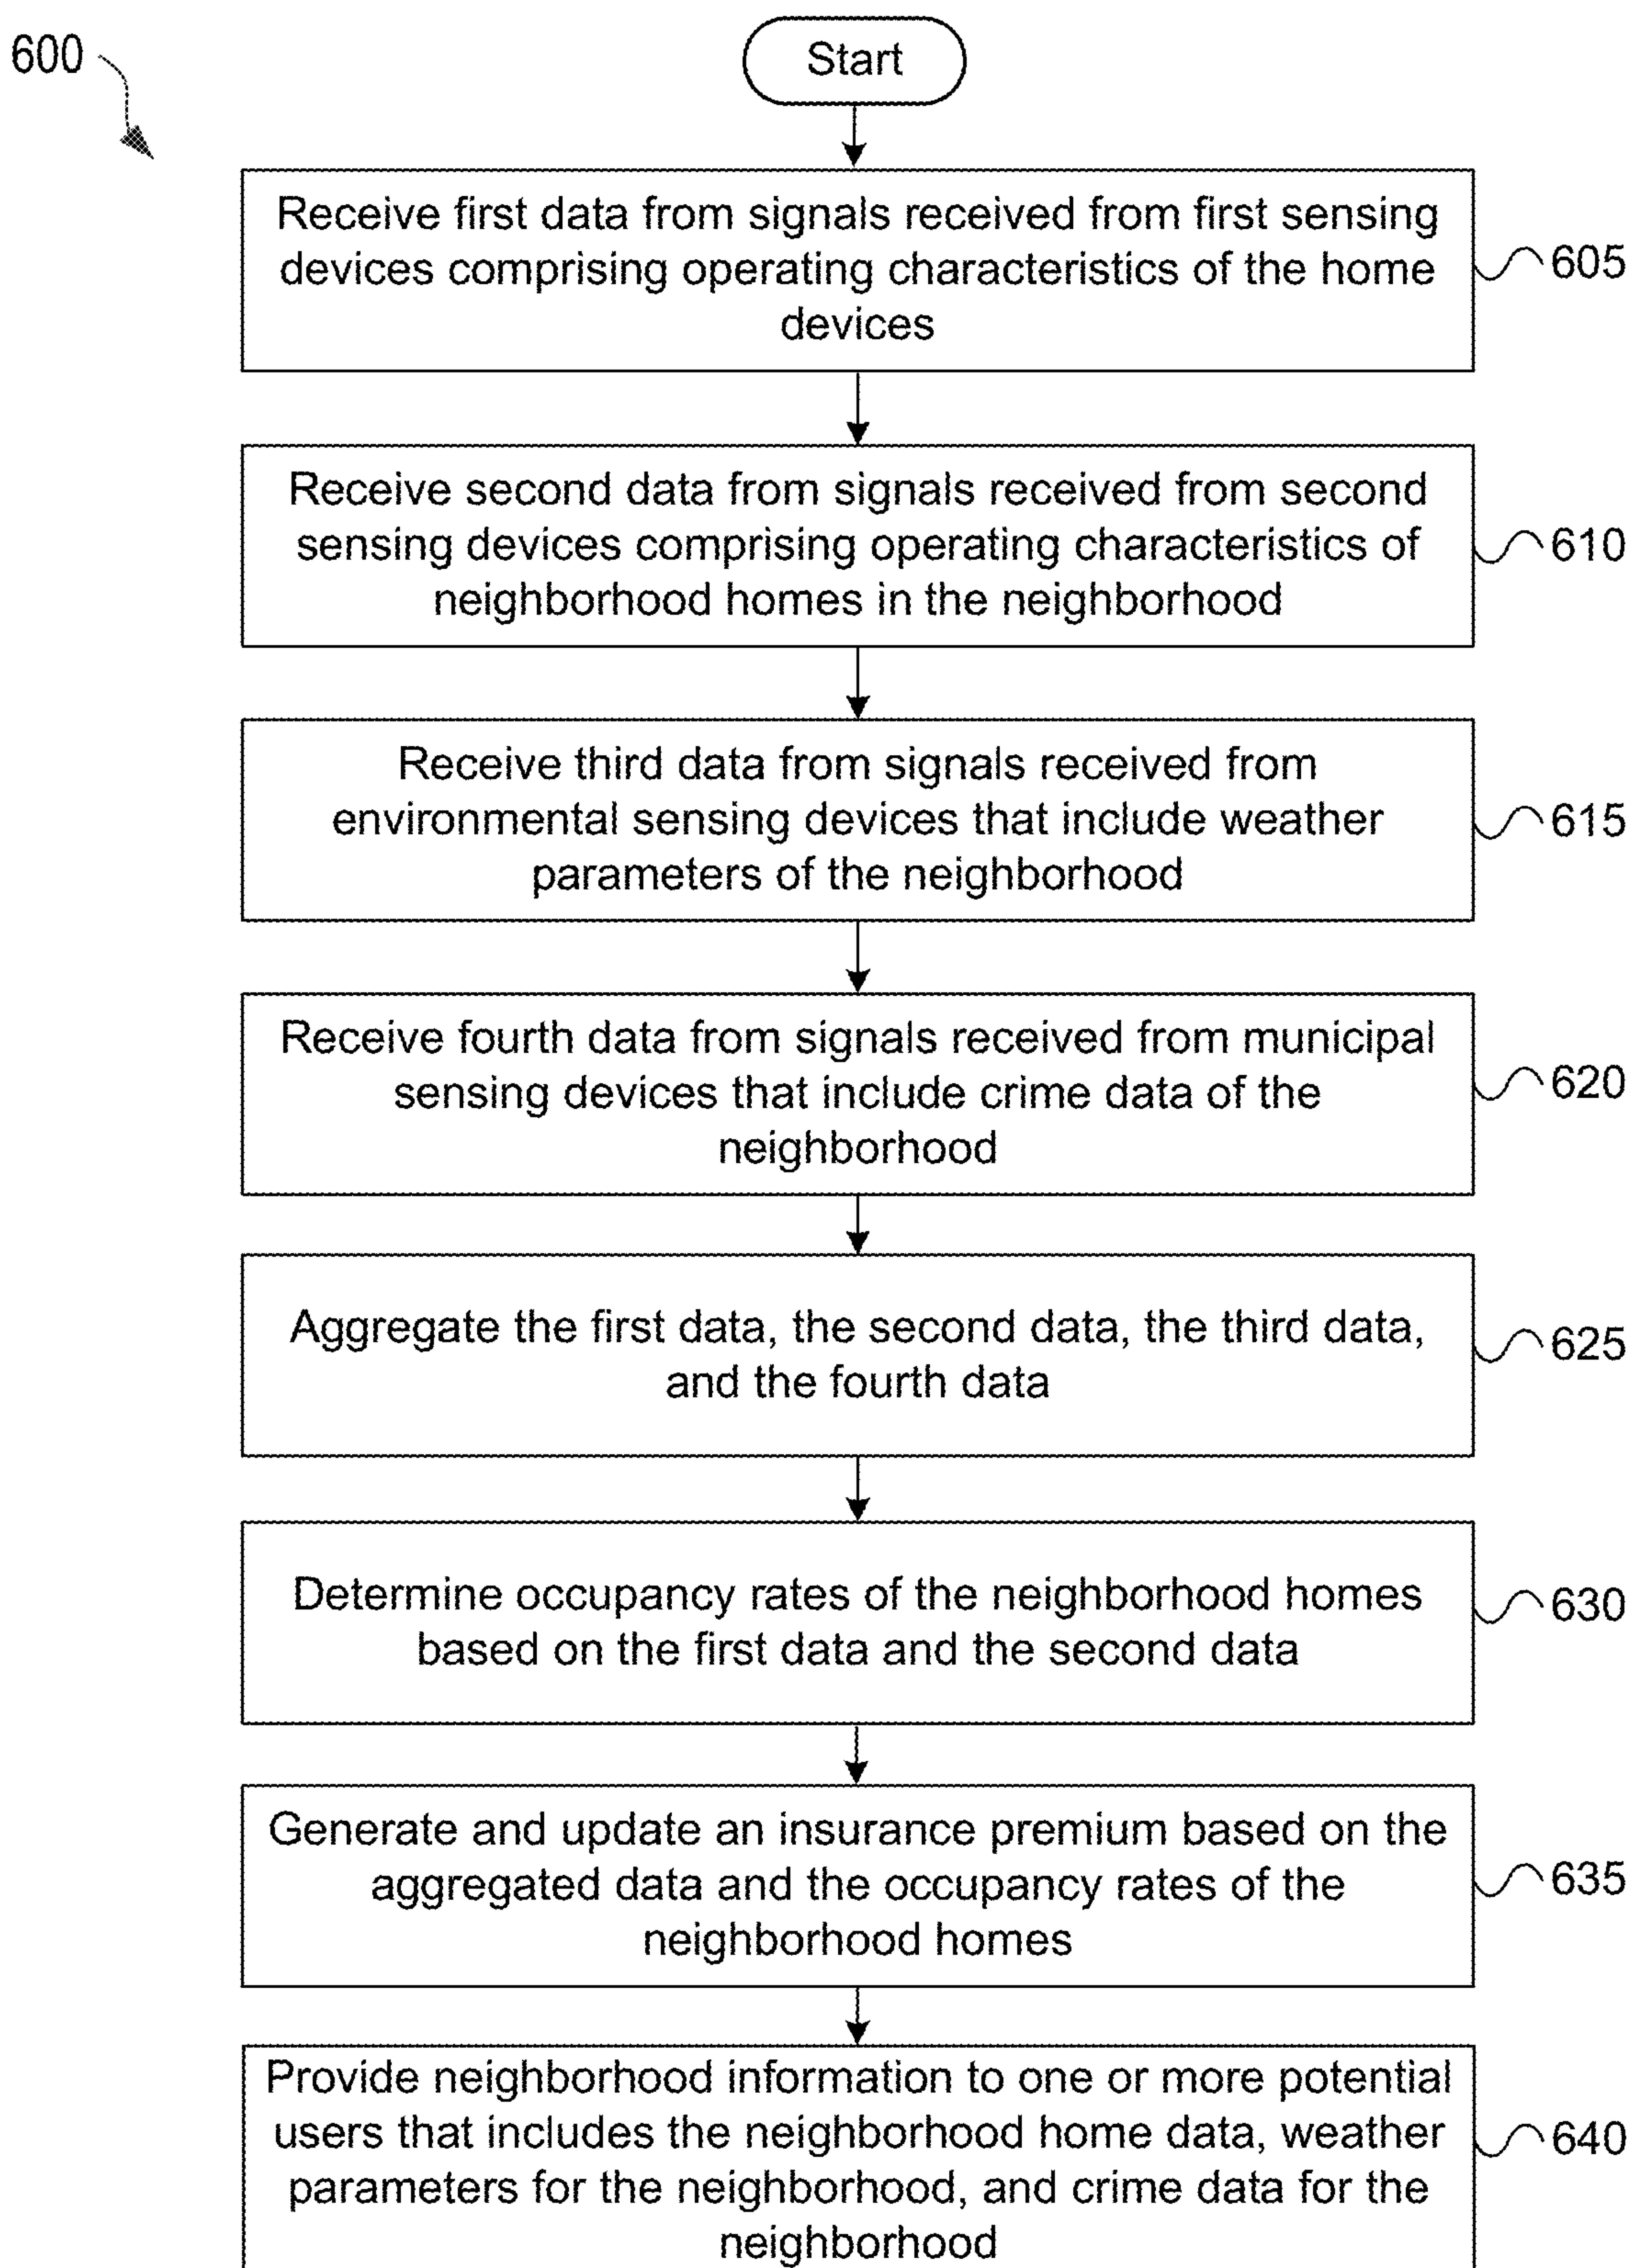 600
Start
Receive first data from signals received from first sensing
devices comprising operating characteristics of the home
devices
605
Receive second data from signals received from second
sensing devices comprising operating characteristics of
neighborhood homes in the neighborhood
610
Receive third data from signals received from
environmental sensing devices that include weather
parameters of the neighborhood
615
Receive fourth data from signals received from municipal
sensing devices that include crime data of the
neighborhood
620
Aggregate the first data, the second data, the third data,
and the fourth data
625
Determine occupancy rates of the neighborhood homes
based on the first data and the second data
630
Generate and update an insurance premium based on the
aggregated data and the occupancy rates of the
neighborhood homes
635
Provide neighborhood information to one or more potential
users that includes the neighborhood home data, weather
parameters for the neighborhood, and crime data for the
neighborhood
640